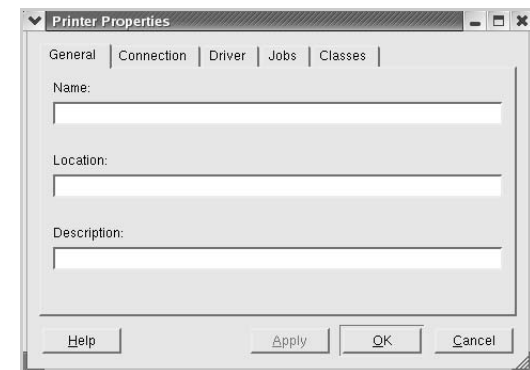 Printer Properties
General Connection Driver Jobs Classes
Name:
Location:
Description:
Help Apply OK Cancel